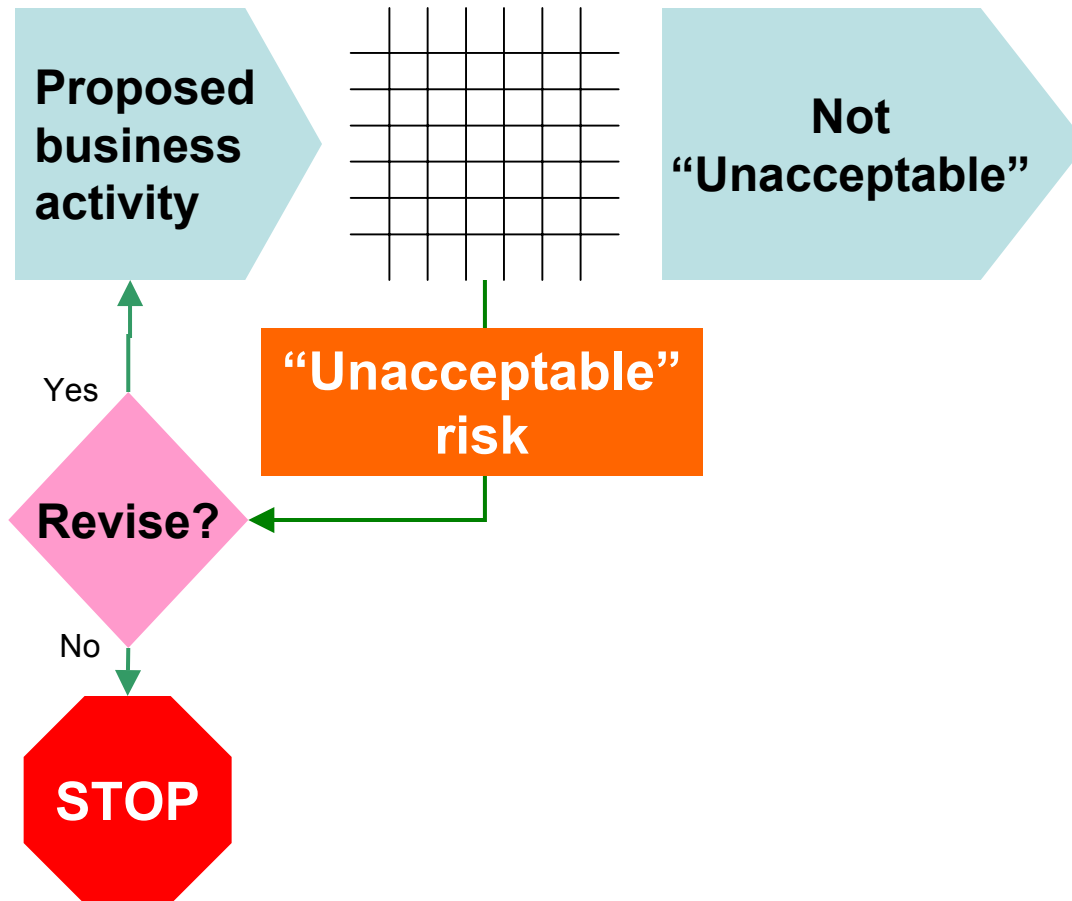 Proposed
business
activity
Not
“Unacceptable”
“Unacceptable”
risk
Yes
Revise?
No
STOP